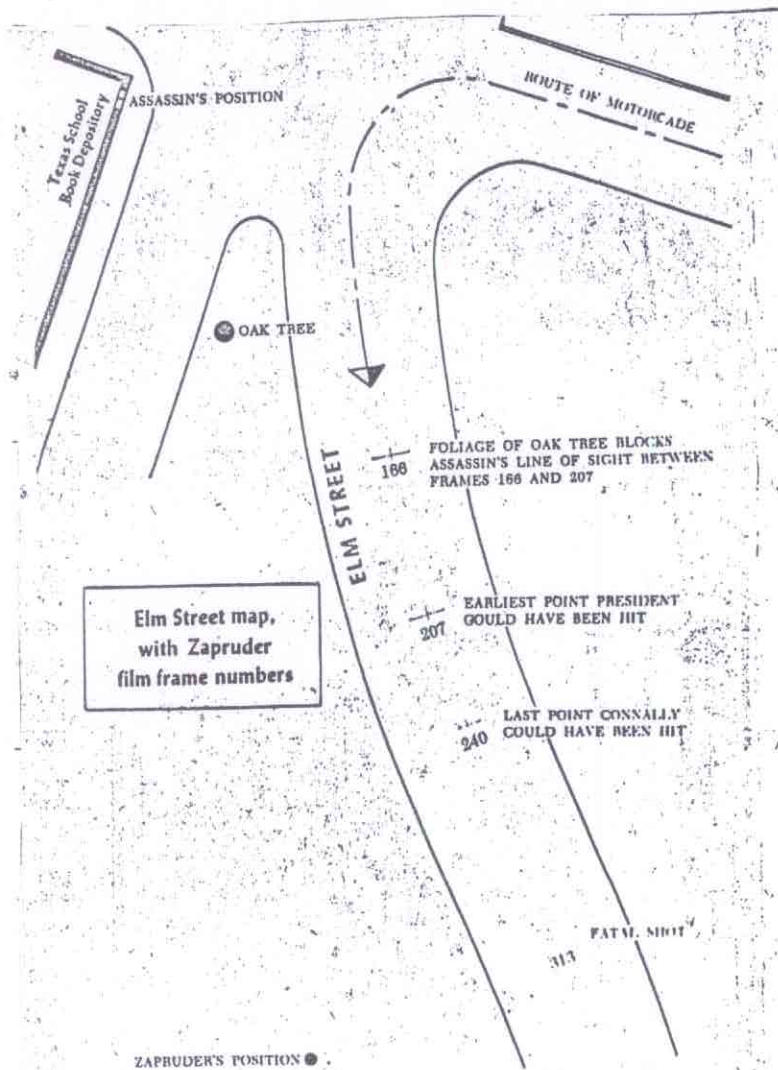 ASSASSIN'S POSITION
Texas School
Book Depository
ROUTE OF MOTORCADE
OAK TREE
ELM STREET
166
FOLIAGE OF OAK TREE BLOCKS
ASSASSIN'S LINE OF SIGHT BETWEEN
FRAMES 166 AND 207
Elm Street map,
with Zapruder
film frame numbers
207
EARLIEST POINT PRESIDENT
COULD HAVE BEEN HIT
240
LAST POINT CONNALLY
COULD HAVE BEEN HIT
313
FATAL SHOT
ZAPRUDER'S POSITION